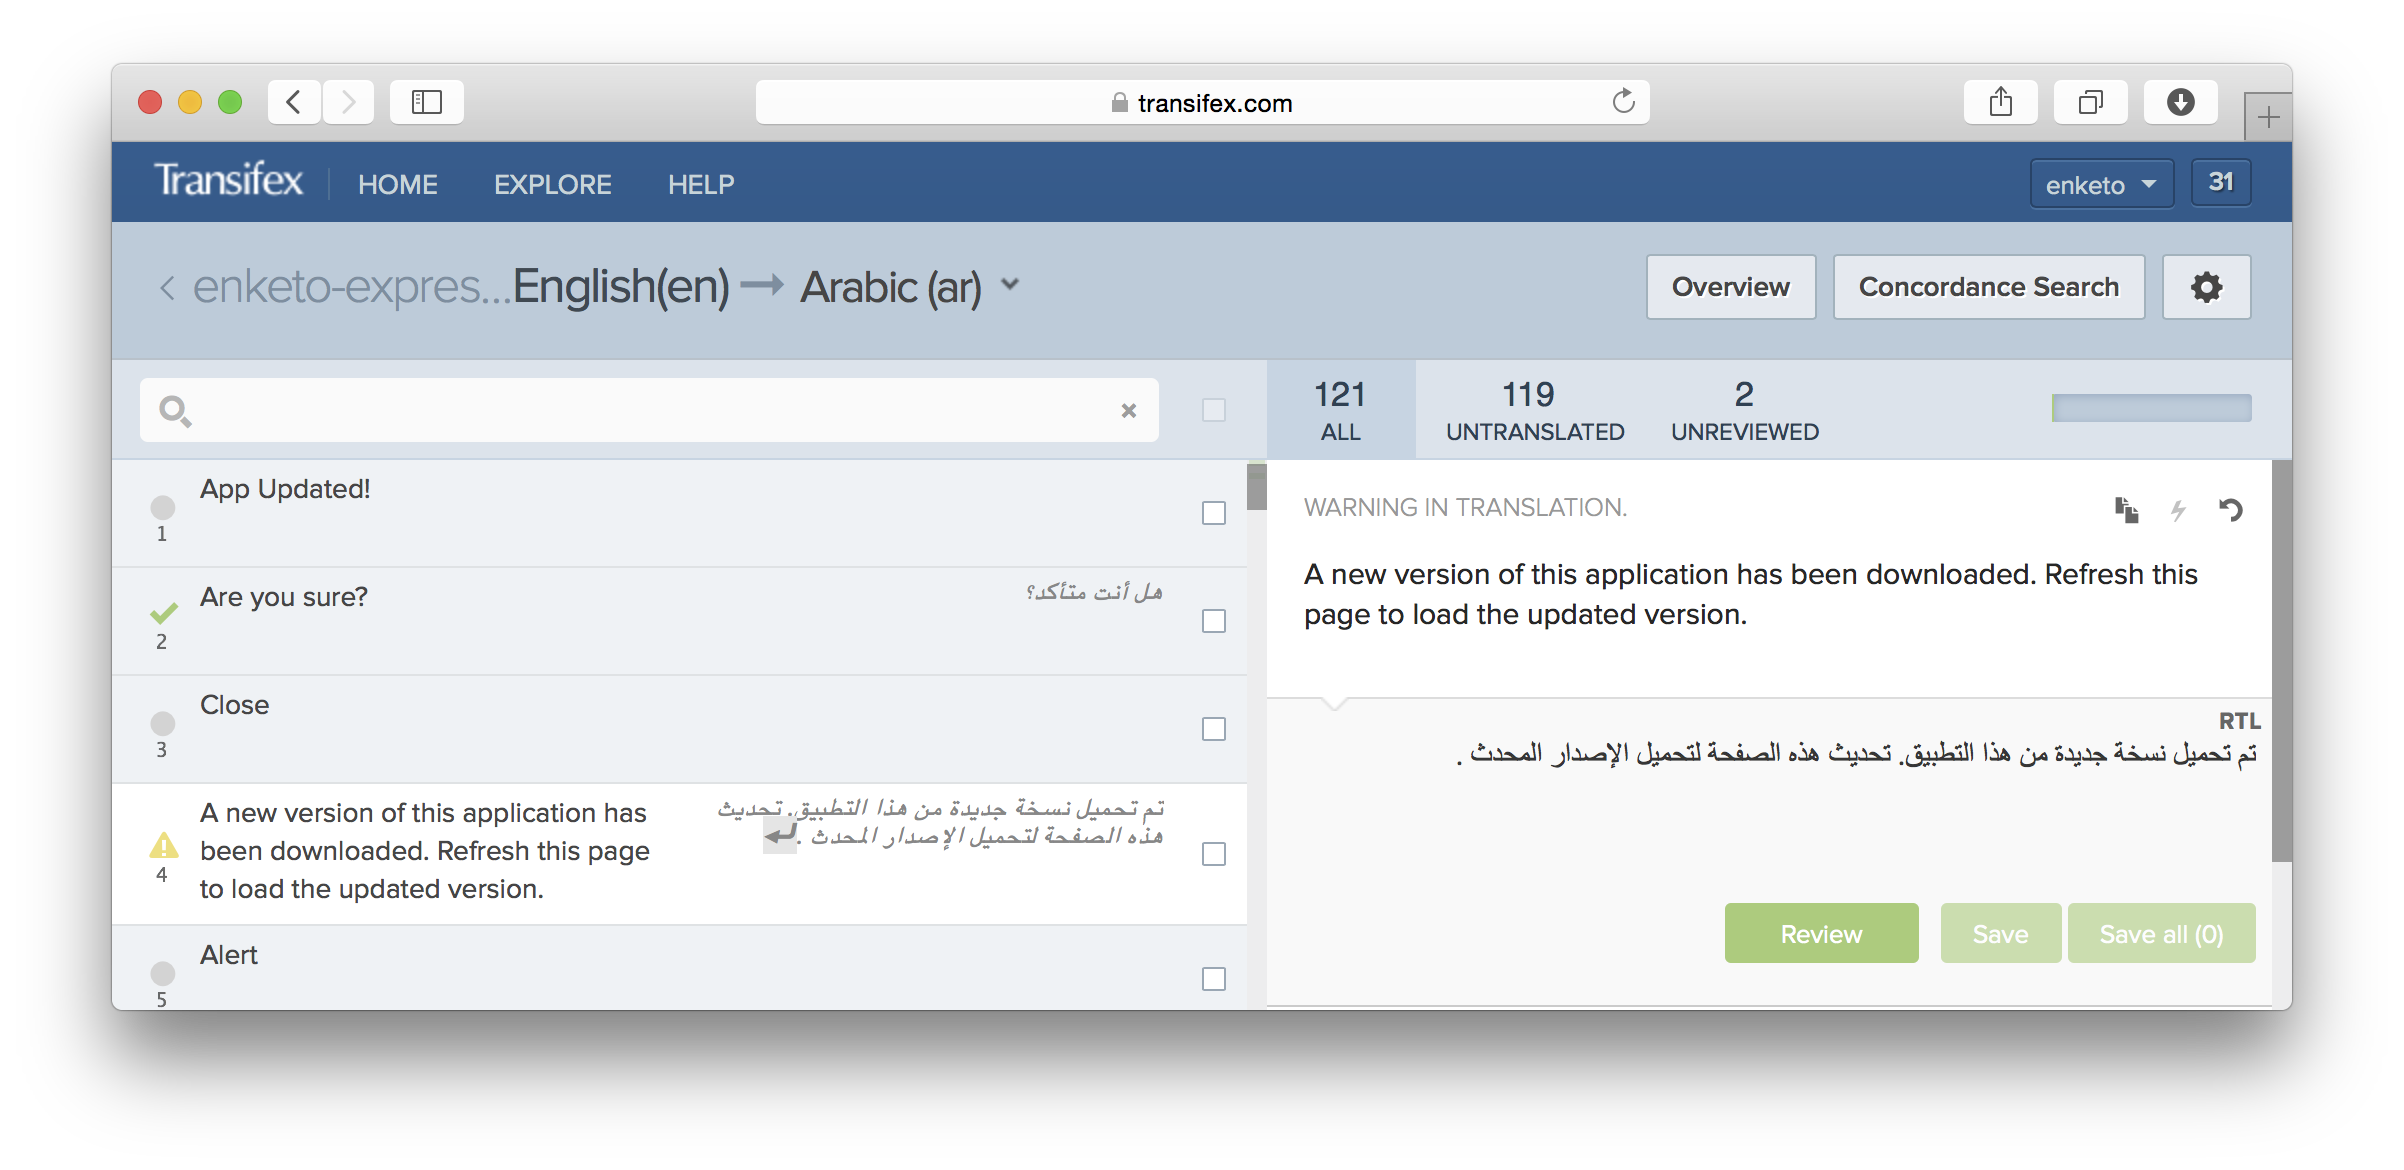 transifex.com
Transifex HOME EXPLORE HELP enketo 31
enketo-expres...English(en) → Arabic (ar)
Overview Concordance Search
121 ALL
119 UNTRANSLATED
2 UNREVIEWED
App Updated!
1
Are you sure?
هل أنت متأكد؟
2
Close
3
A new version of this application has
been downloaded. Refresh this page
to load the updated version.
تم تحميل نسخة جديدة من هذا التطبيق. تحديث
هذه الصفحة لتحميل الإصدار المحدث .
4
Alert
5
WARNING IN TRANSLATION.
A new version of this application has been downloaded. Refresh this
page to load the updated version.
RTL
تم تحميل نسخة جديدة من هذا التطبيق. تحديث هذه الصفحة لتحميل الإصدار المحدث .
Review Save Save all (0)